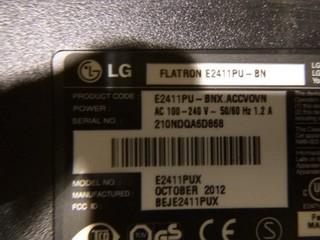 LG FLATRON E2411PU-BN
PRODUCT CODE : E2411PU-BNX.ACCVOVN
POWER : AC 100-240 V ~ 50/60 Hz 1.2 A
SERIAL NO. : 210NDQA6D868
MODEL NO : E2411PUX
MANUFACTURED : OCTOBER 2012
FCC ID : BEJE2411PUX